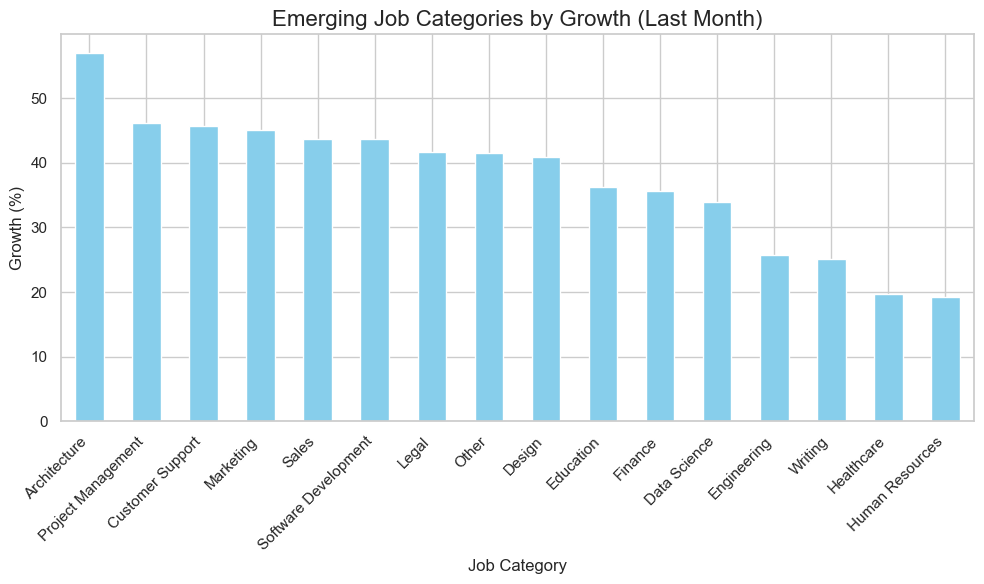 Emerging Job Categories by Growth (Last Month)
Growth (%)
50
40
30
20
10
0
Architecture
Project Management
Customer Support
Marketing
Sales
Software Development
Legal
Other
Design
Education
Finance
Data Science
Engineering
Writing
Healthcare
Human Resources
Job Category